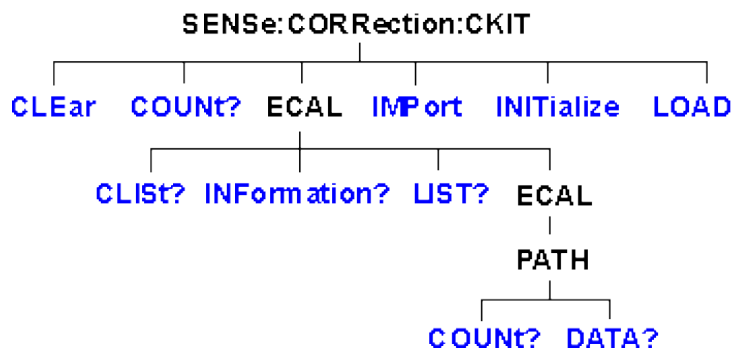 SENSe:CORRection:CKIT
CLEar COUNt? ECAL IMPort INITialize LOAD
CLISt? INFormation? LIST? ECAL
PATH
COUNt? DATA?